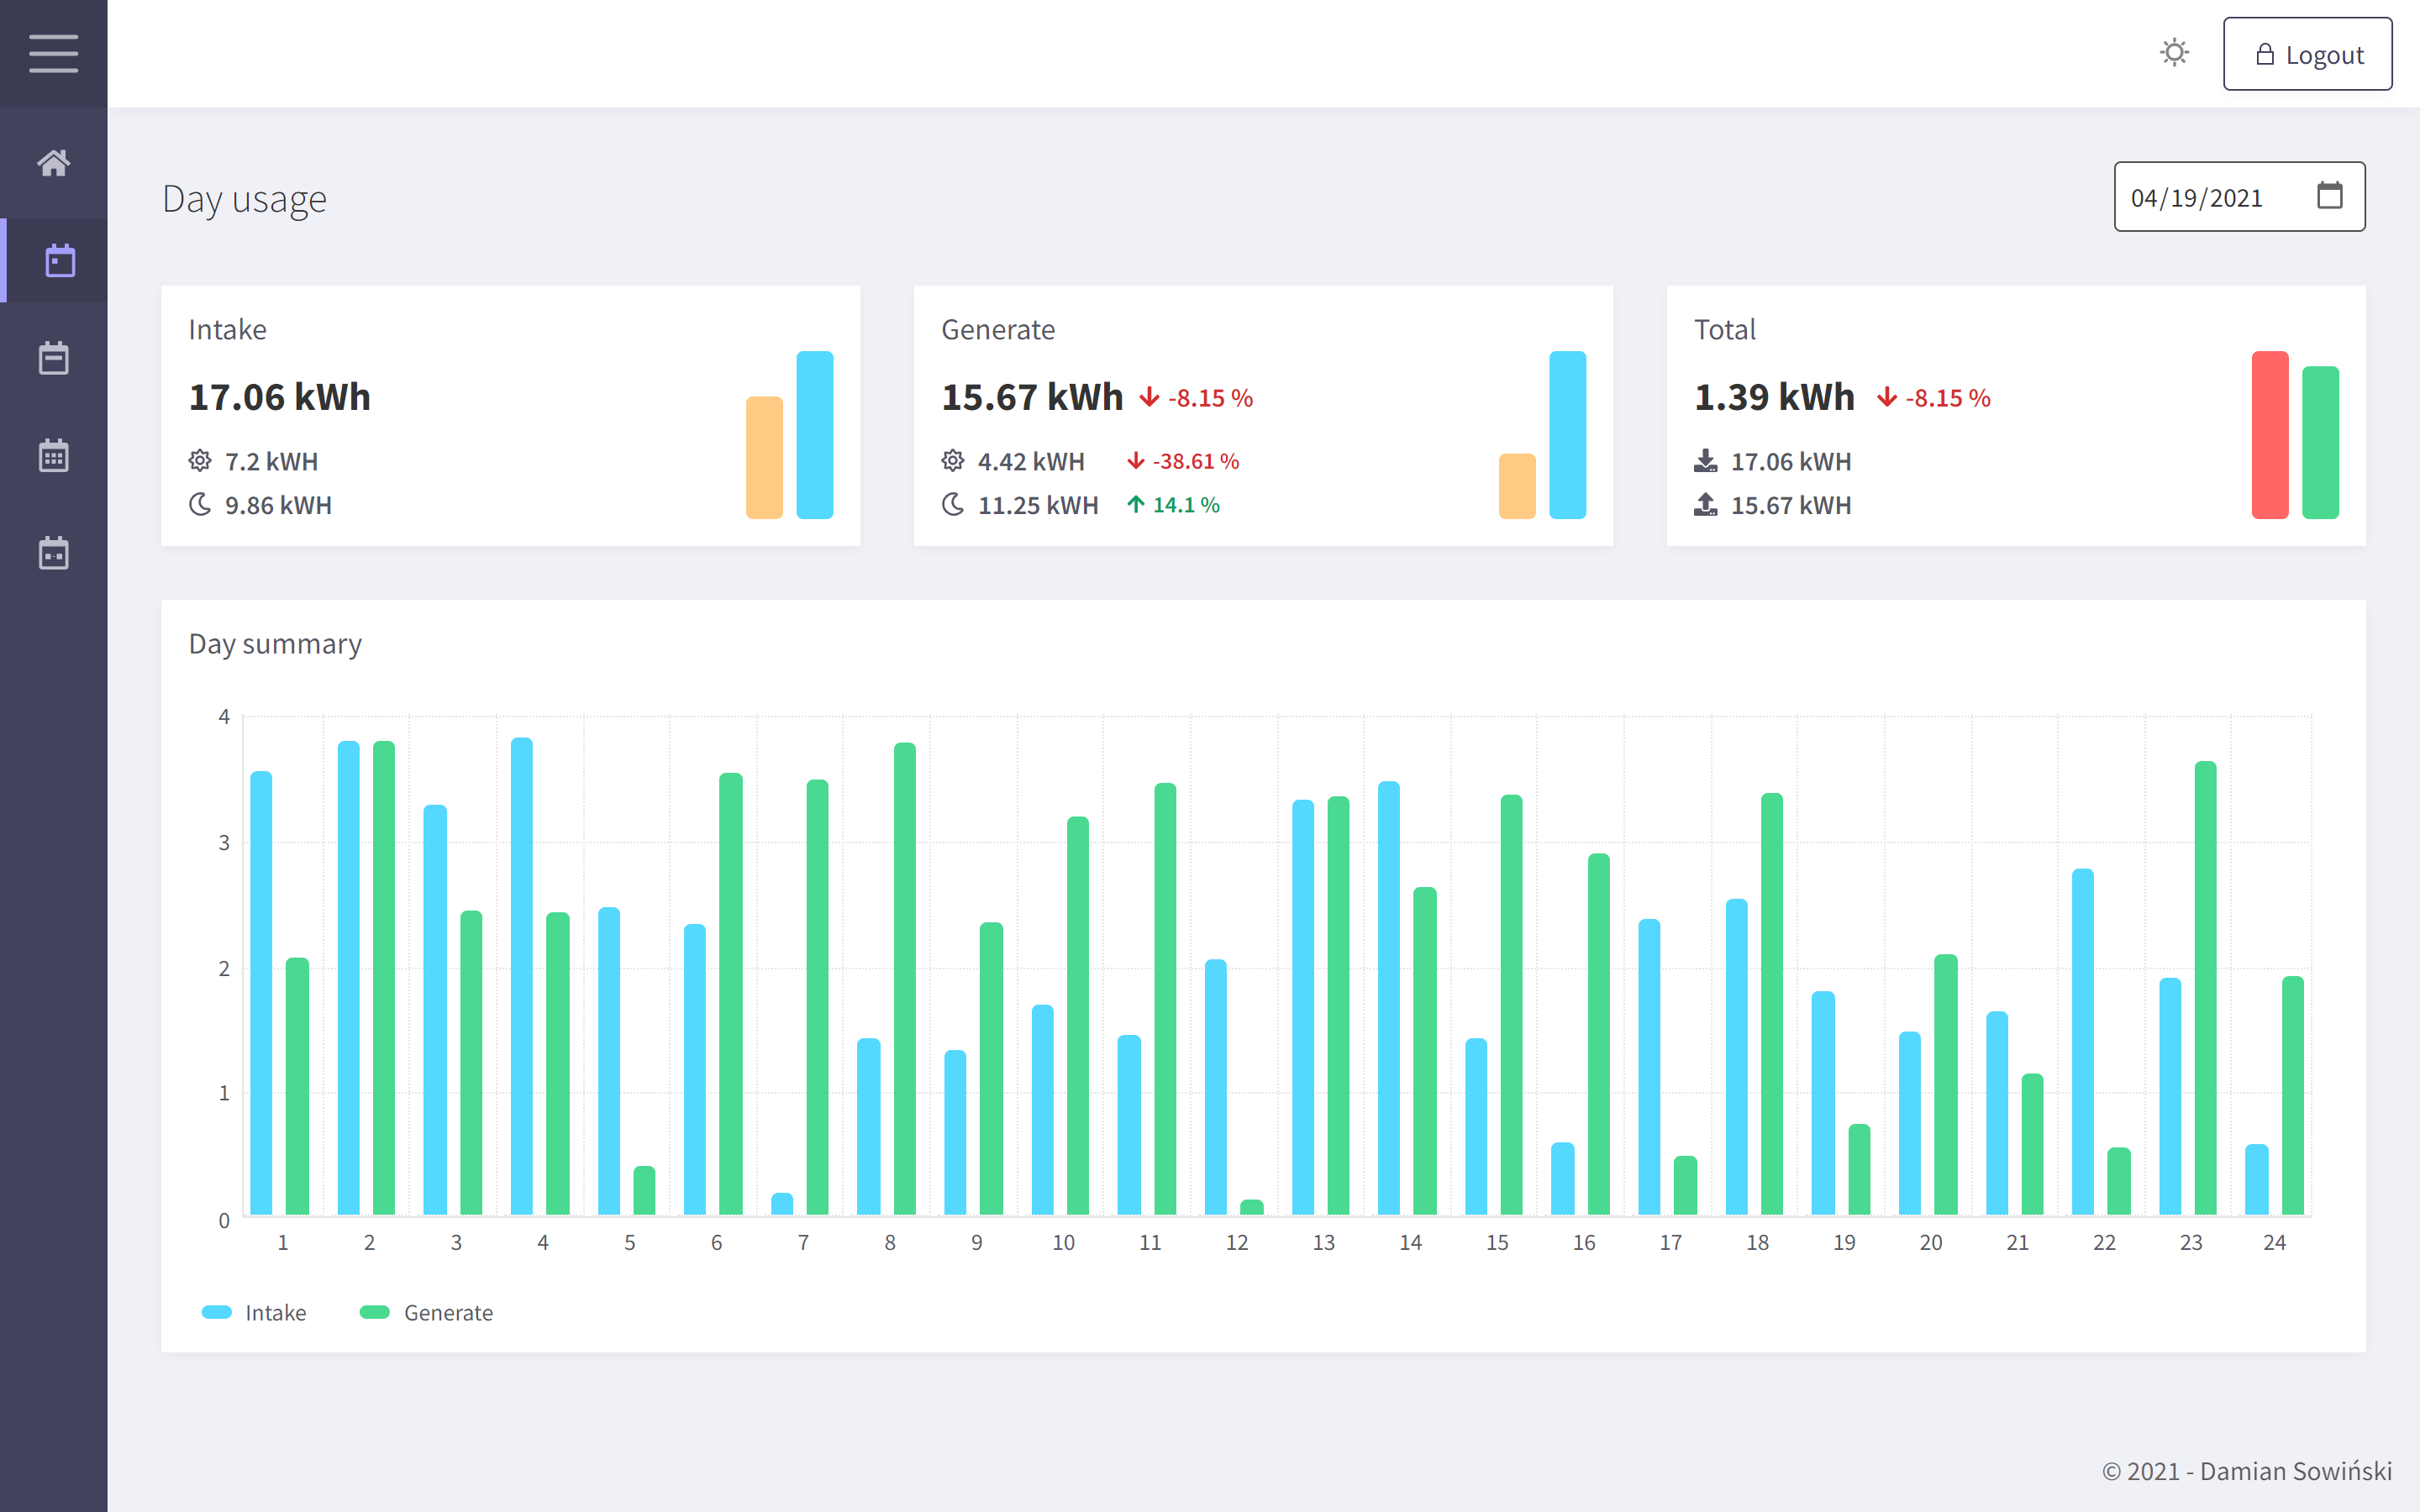 Logout
Day usage
04/19/2021
Intake
17.06 kWh
7.2 kWH
9.86 kWH
Generate
15.67 kWh -8.15 %
4.42 kWH -38.61 %
11.25 kWH 14.1 %
Total
1.39 kWh -8.15 %
17.06 kWH
15.67 kWH
Day summary
4
3
2
1
0
1 2 3 4 5 6 7 8 9 10 11 12 13 14 15 16 17 18 19 20 21 22 23 24
Intake Generate
© 2021 - Damian Sowiński